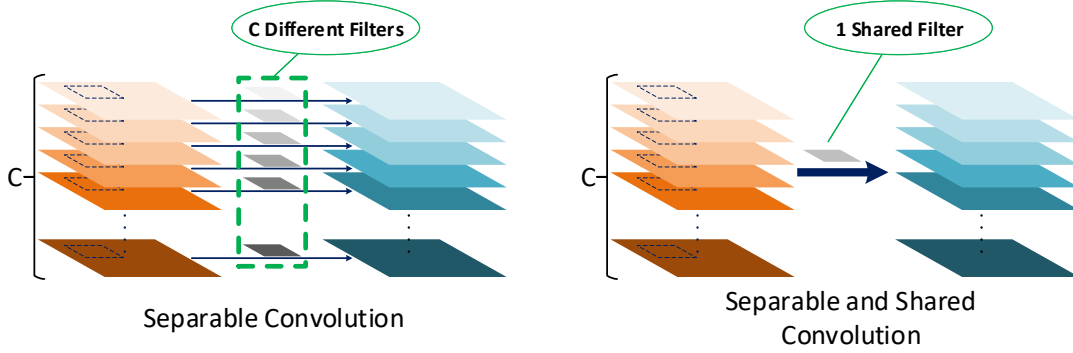 C Different Filters
1 Shared Filter
C
C
Separable Convolution
Separable and Shared
Convolution